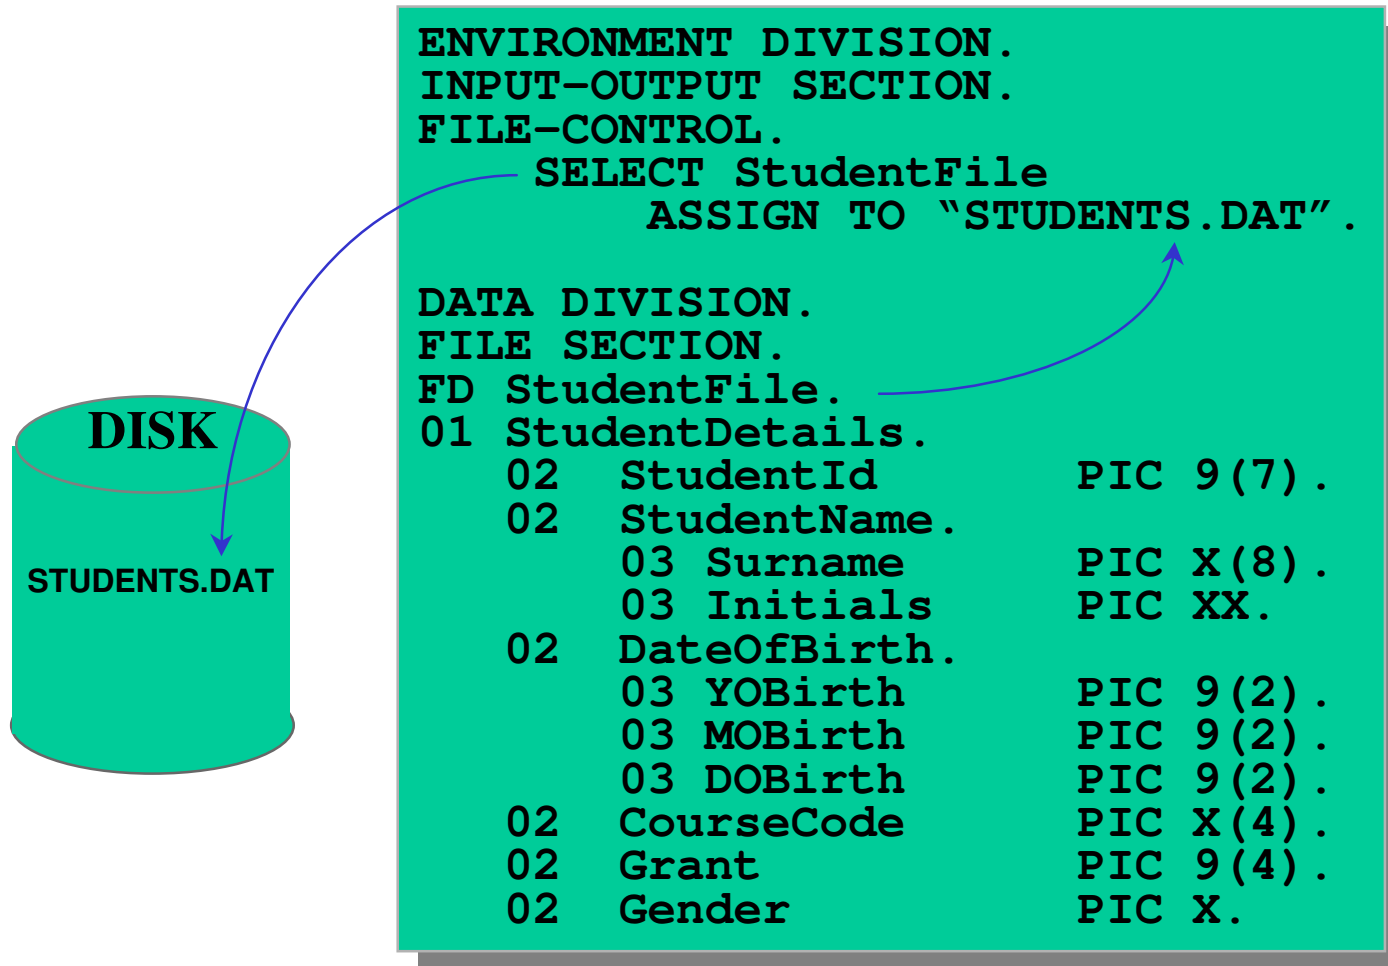 ENVIRONMENT DIVISION.
INPUT-OUTPUT SECTION.
FILE-CONTROL.
SELECT StudentFile
ASSIGN TO “STUDENTS.DAT”.
DATA DIVISION.
FILE SECTION.
FD StudentFile.
01 StudentDetails.
02 StudentId PIC 9(7).
02 StudentName.
03 Surname PIC X(8).
03 Initials PIC XX.
02 DateOfBirth.
03 YOBirth PIC 9(2).
03 MOBirth PIC 9(2).
03 DOBirth PIC 9(2).
02 CourseCode PIC X(4).
02 Grant PIC 9(4).
02 Gender PIC X.
DISK
STUDENTS.DAT